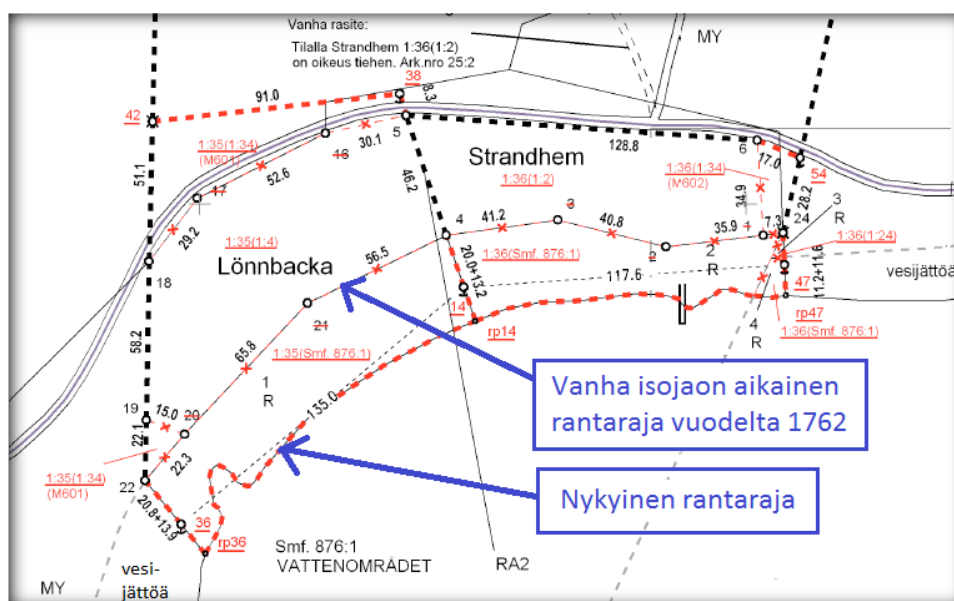 Vanha rasite:
Tilalla Strandhem 1:36(1:2)
on oikeus tiehen. Ark.nro 25:2
MY
38
8.3
91.0
42
5
16
30.1
1:35(1:34)
(M601)
52.6
17
51.1
29.2
18
1:35(1:4)
Lönnbacka
Strandhem
1:36(1:2)
128.8
6
17.0
54
1:36(1:34)
(M602)
34.9
28.2
3
R
46.2
4
41.2
3
40.8
2
35.9
2
R
1
7.3
24
1:36(1:24)
1:36(Smf. 876:1)
20.0+13.2
117.6
11.2+11.6
vesijättöä
56.5
14
rp14
47
rp47
4
R
1:36(Smf. 876:1)
21
1:35(Smf. 876:1)
65.8
1
R
58.2
19
15.0
20
22.1
22.3
1:35(1:34)
(M601)
22
135.0
Vanha isojaon aikainen
rantaraja vuodelta 1762
Nykyinen rantaraja
20.8+13.9
36
rp36
Smf. 876:1
VATTENOMRÅDET
RA2
MY
vesi-
jättöä